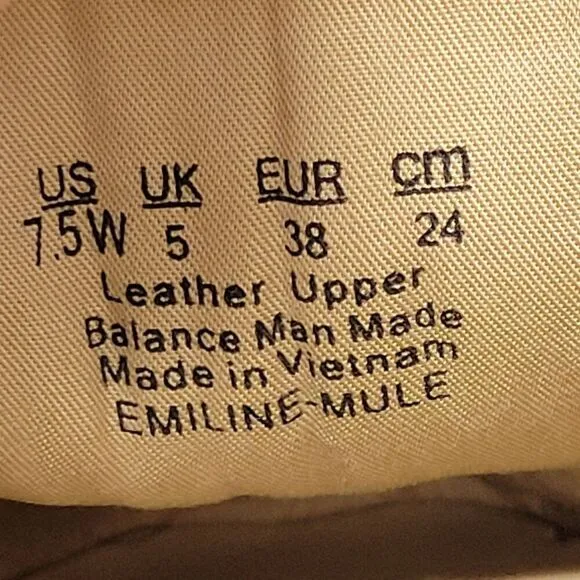 US UK EUR cm
7.5W 5 38 24
Leather Upper
Balance Man Made
Made in Vietnam
EMILINE-MULE